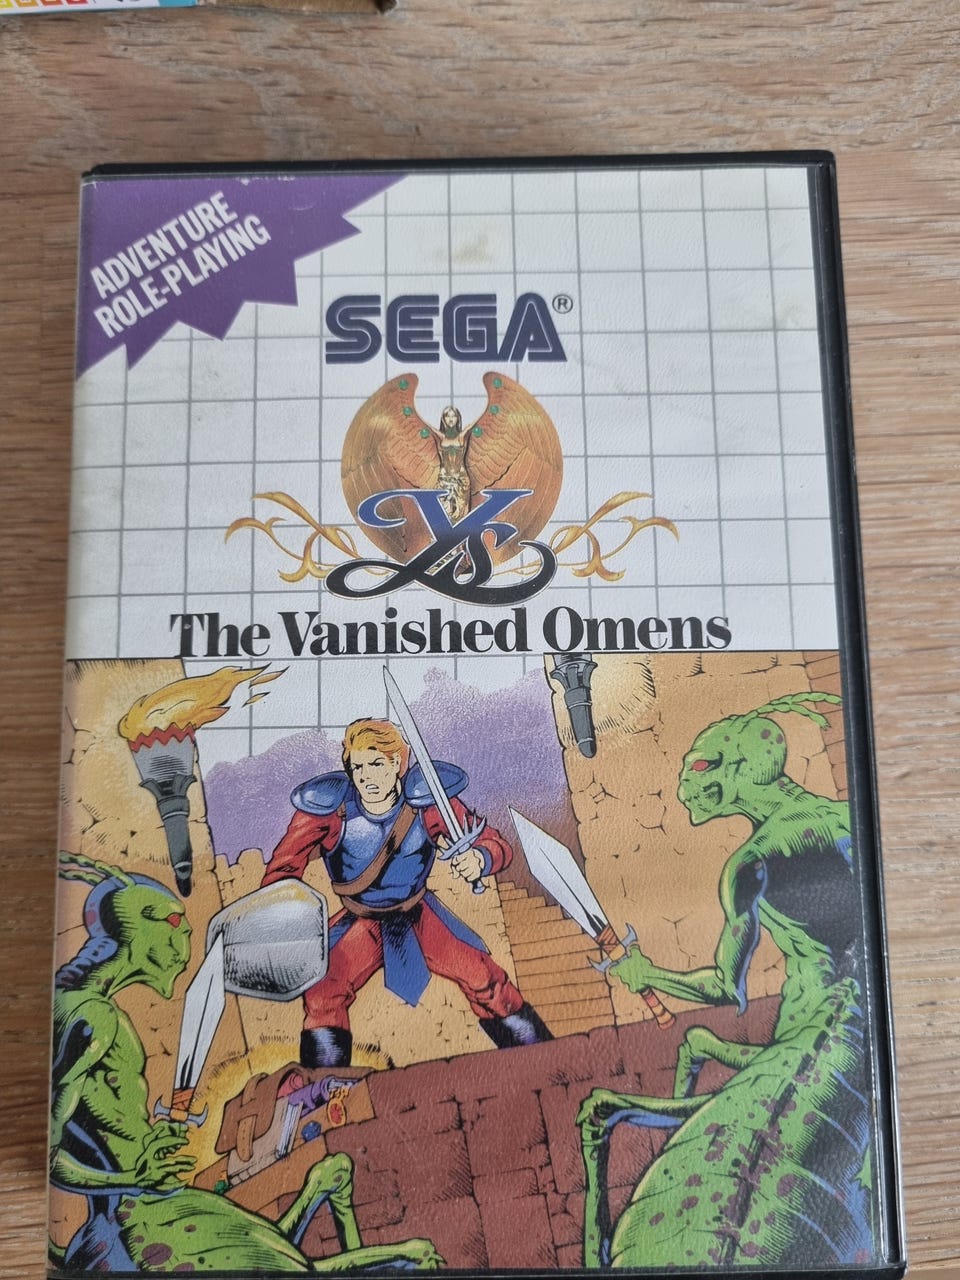 ADVENTURE
ROLE-PLAYING
SEGA®
Ys
The Vanished Omens